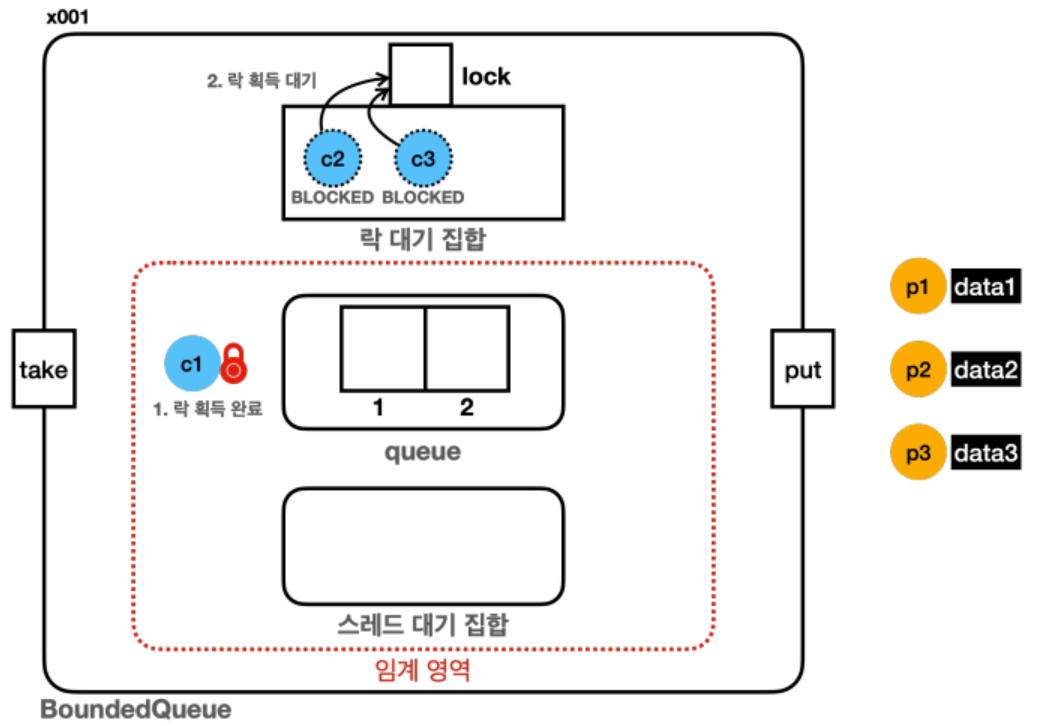 x001
2. 락 획득 대기
lock
c2
c3
BLOCKED
BLOCKED
락 대기 집합
take
c1
1. 락 획득 완료
1
2
queue
스레드 대기 집합
임계 영역
put
p1
data1
p2
data2
p3
data3
BoundedQueue